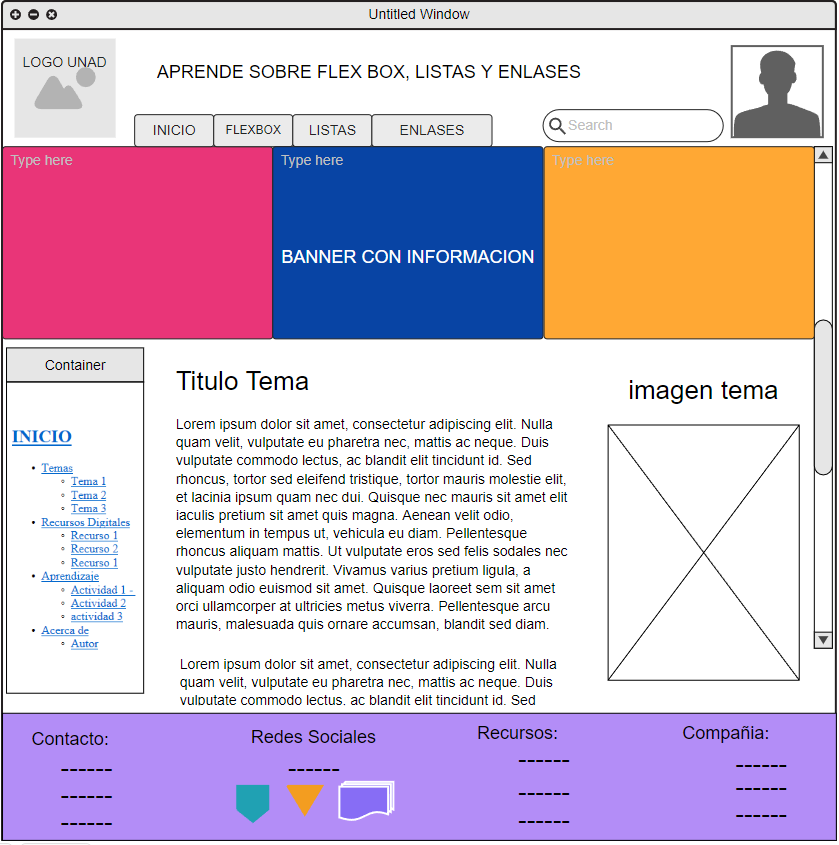 Untitled Window
LOGO UNAD
APRENDE SOBRE FLEX BOX, LISTAS Y ENLASES
INICIO
FLEXBOX
LISTAS
ENLASES
Search
Type here
Type here
Type here
BANNER CON INFORMACION
Container
INICIO
• Temas
◦ Tema 1
◦ Tema 2
◦ Tema 3
• Recursos Digitales
◦ Recurso 1
◦ Recurso 2
◦ Recurso 1
• Aprendizaje
◦ Actividad 1 -
◦ Actividad 2
◦ actividad 3
• Acerca de
◦ Autor
Titulo Tema
Lorem ipsum dolor sit amet, consectetur adipiscing elit. Nulla
quam velit, vulputate eu pharetra nec, mattis ac neque. Duis
vulputate commodo lectus, ac blandit elit tincidunt id. Sed
rhoncus, tortor sed eleifend tristique, tortor mauris molestie elit,
et lacinia ipsum quam nec dui. Quisque nec mauris sit amet elit
iaculis pretium sit amet quis magna. Aenean velit odio,
elementum in tempus ut, vehicula eu diam. Pellentesque
rhoncus aliquam mattis. Ut vulputate eros sed felis sodales nec
vulputate justo hendrerit. Vivamus varius pretium ligula, a
aliquam odio euismod sit amet. Quisque laoreet sem sit amet
orci ullamcorper at ultricies metus viverra. Pellentesque arcu
mauris, malesuada quis ornare accumsan, blandit sed diam.
Lorem ipsum dolor sit amet, consectetur adipiscing elit. Nulla
quam velit, vulputate eu pharetra nec, mattis ac neque. Duis
vulputate commodo lectus, ac blandit elit tincidunt id. Sed
imagen tema
Contacto:
------
------
------
Redes Sociales
------
Recursos:
------
------
------
Compañia:
------
------
------